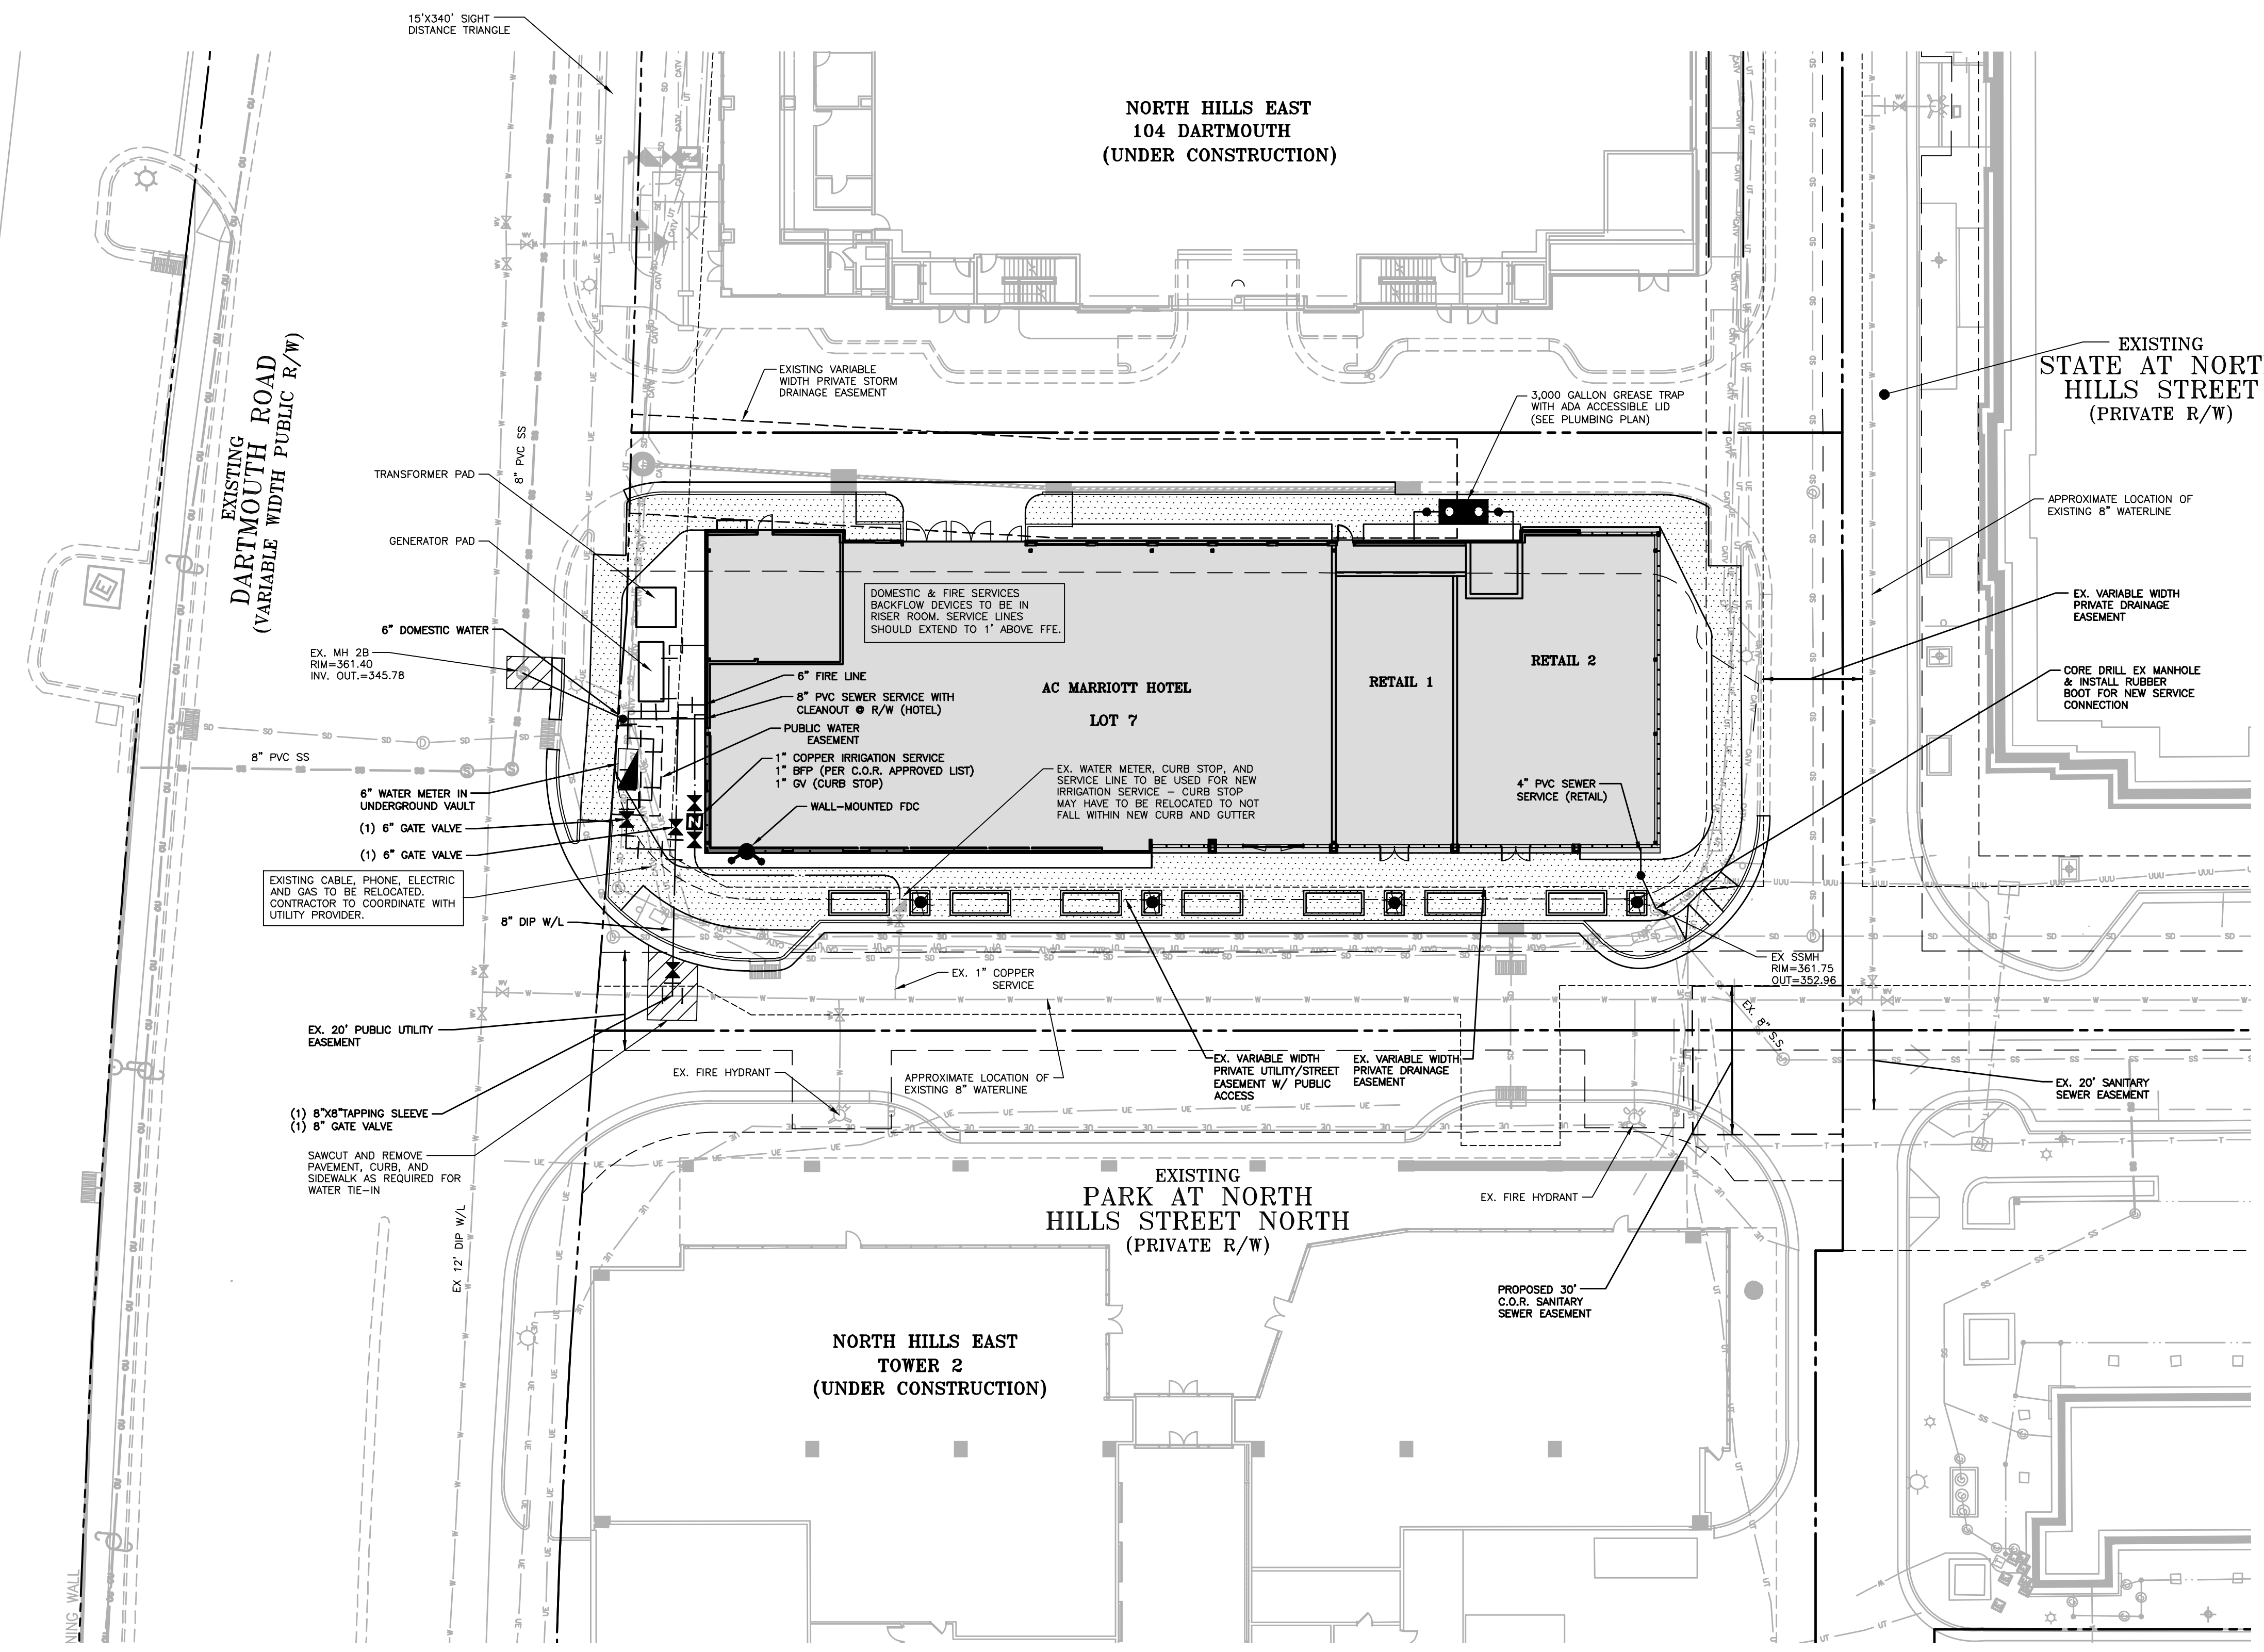 15'X340' SIGHT
DISTANCE TRIANGLE
NORTH HILLS EAST
104 DARTMOUTH
(UNDER CONSTRUCTION)
EXISTING
DARTMOUTH ROAD
(VARIABLE WIDTH PUBLIC R/W)
8" PVC SS
EXISTING VARIABLE
WIDTH PRIVATE STORM
DRAINAGE EASEMENT
3,000 GALLON GREASE TRAP
WITH ADA ACCESSIBLE LID
(SEE PLUMBING PLAN)
EXISTING
STATE AT NORT
HILLS STREET
(PRIVATE R/W)
TRANSFORMER PAD
GENERATOR PAD
APPROXIMATE LOCATION OF
EXISTING 8" WATERLINE
DOMESTIC & FIRE SERVICES
BACKFLOW DEVICES TO BE IN
RISER ROOM. SERVICE LINES
SHOULD EXTEND TO 1' ABOVE FFE.
EX. VARIABLE WIDTH
PRIVATE DRAINAGE
EASEMENT
6" DOMESTIC WATER
EX. MH 2B
RIM=361.40
INV. OUT.=345.78
6" FIRE LINE
8" PVC SEWER SERVICE WITH
CLEANOUT @ R/W (HOTEL)
PUBLIC WATER
EASEMENT
1" COPPER IRRIGATION SERVICE
1" BFP (PER C.O.R. APPROVED LIST)
1" GV (CURB STOP)
WALL-MOUNTED FDC
AC MARRIOTT HOTEL
LOT 7
RETAIL 1
RETAIL 2
CORE DRILL EX MANHOLE
& INSTALL RUBBER
BOOT FOR NEW SERVICE
CONNECTION
8" PVC SS
EX. WATER METER, CURB STOP, AND
SERVICE LINE TO BE USED FOR NEW
IRRIGATION SERVICE - CURB STOP
MAY HAVE TO BE RELOCATED TO NOT
FALL WITHIN NEW CURB AND GUTTER
4" PVC SEWER
SERVICE (RETAIL)
6" WATER METER IN
UNDERGROUND VAULT
(1) 6" GATE VALVE
(1) 6" GATE VALVE
EXISTING CABLE, PHONE, ELECTRIC
AND GAS TO BE RELOCATED.
CONTRACTOR TO COORDINATE WITH
UTILITY PROVIDER.
8" DIP W/L
EX. 1" COPPER
SERVICE
EX SSMH
RIM=361.75
OUT=352.96
EX. 8" S.S.
EX. 20' PUBLIC UTILITY
EASEMENT
EX. FIRE HYDRANT
APPROXIMATE LOCATION OF
EXISTING 8" WATERLINE
EX. VARIABLE WIDTH
PRIVATE UTILITY/STREET
EASEMENT W/ PUBLIC
ACCESS
EX. VARIABLE WIDTH
PRIVATE DRAINAGE
EASEMENT
EX. 20' SANITARY
SEWER EASEMENT
(1) 8"X8"TAPPING SLEEVE
(1) 8" GATE VALVE
SAWCUT AND REMOVE
PAVEMENT, CURB, AND
SIDEWALK AS REQUIRED FOR
WATER TIE-IN
EXISTING
PARK AT NORTH
HILLS STREET NORTH
(PRIVATE R/W)
EX. FIRE HYDRANT
EX 12' DIP W/L
PROPOSED 30'
C.O.R. SANITARY
SEWER EASEMENT
NORTH HILLS EAST
TOWER 2
(UNDER CONSTRUCTION)
NING WALL